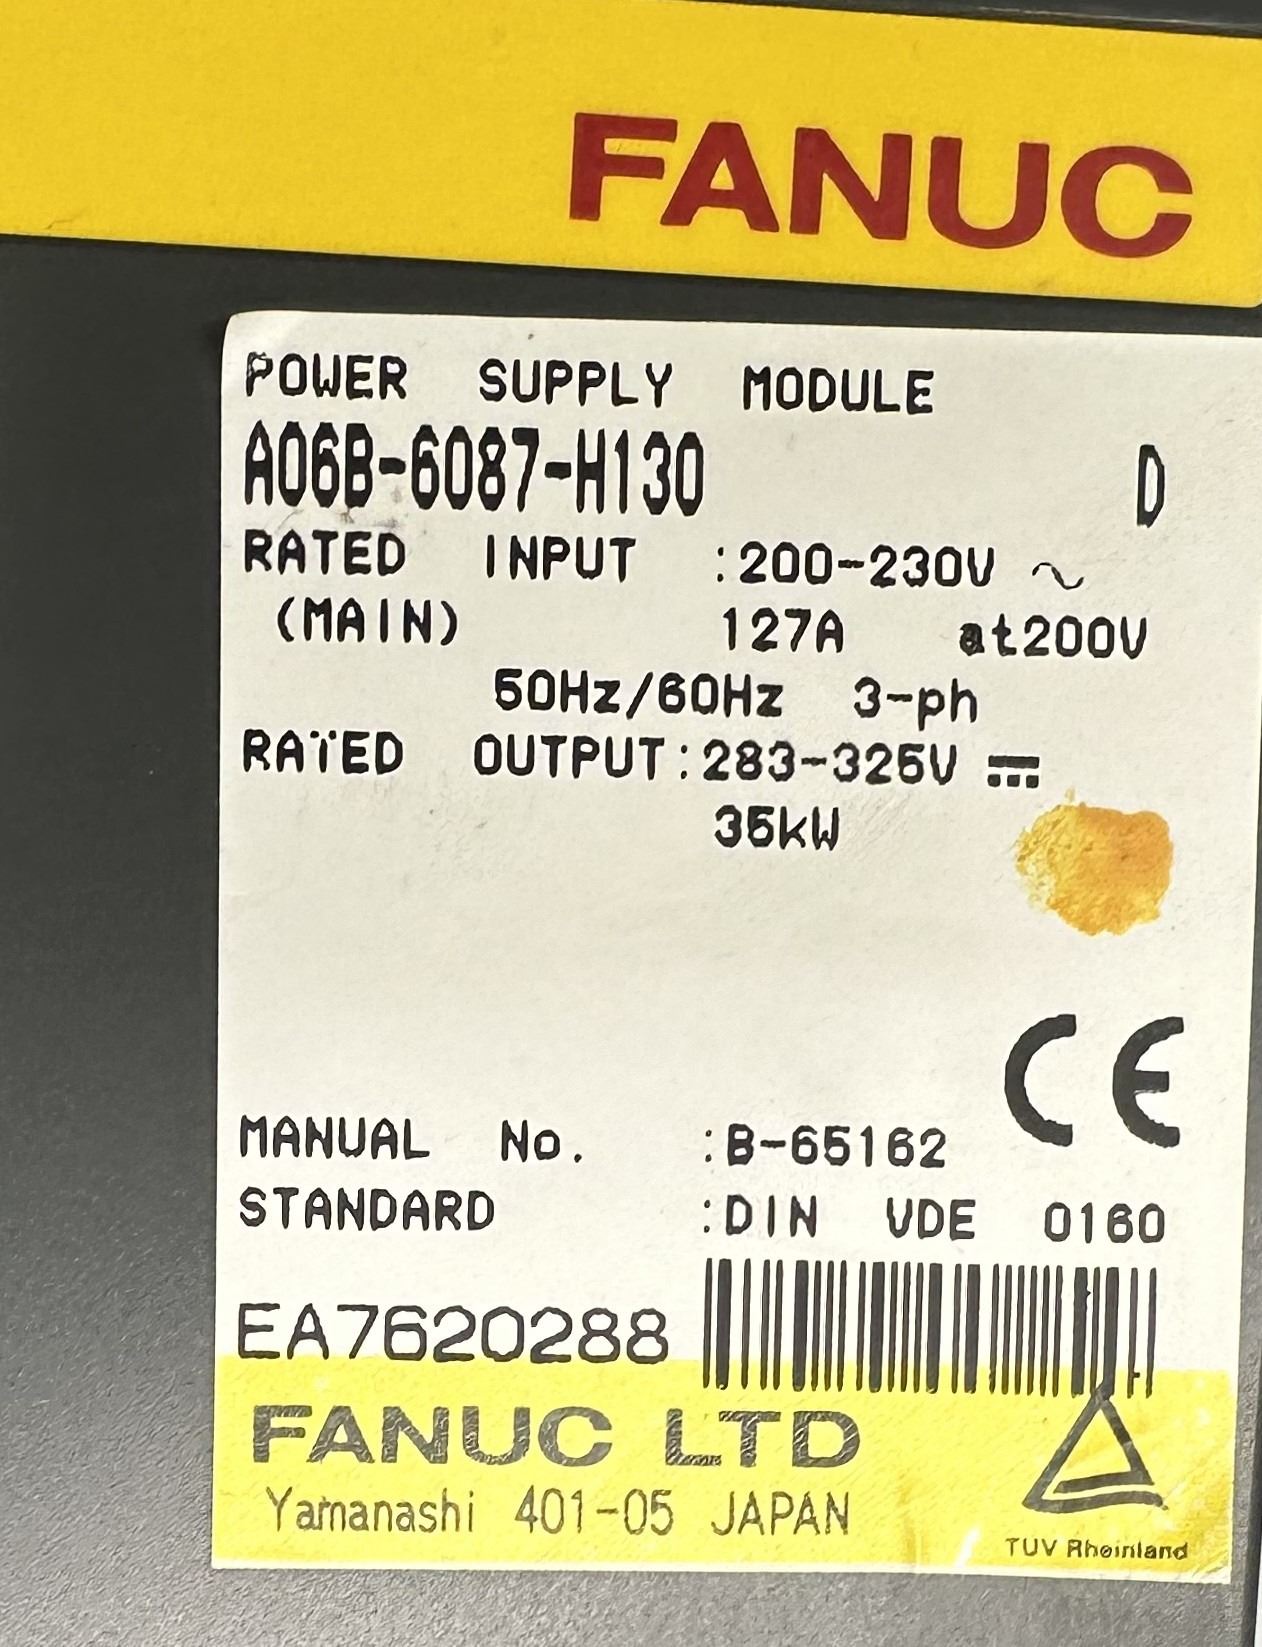 FANUC
POWER SUPPLY MODULE
A06B-6087-H130 D
RATED INPUT :200-230V ~
(MAIN) 127A at200V
50Hz/60Hz 3-ph
RATED OUTPUT:283-325V ⎓
35kW
CE
MANUAL No. :B-65162
STANDARD :DIN VDE 0160
EA7620288
FANUC LTD
Yamanashi 401-05 JAPAN
TUV Rheinland